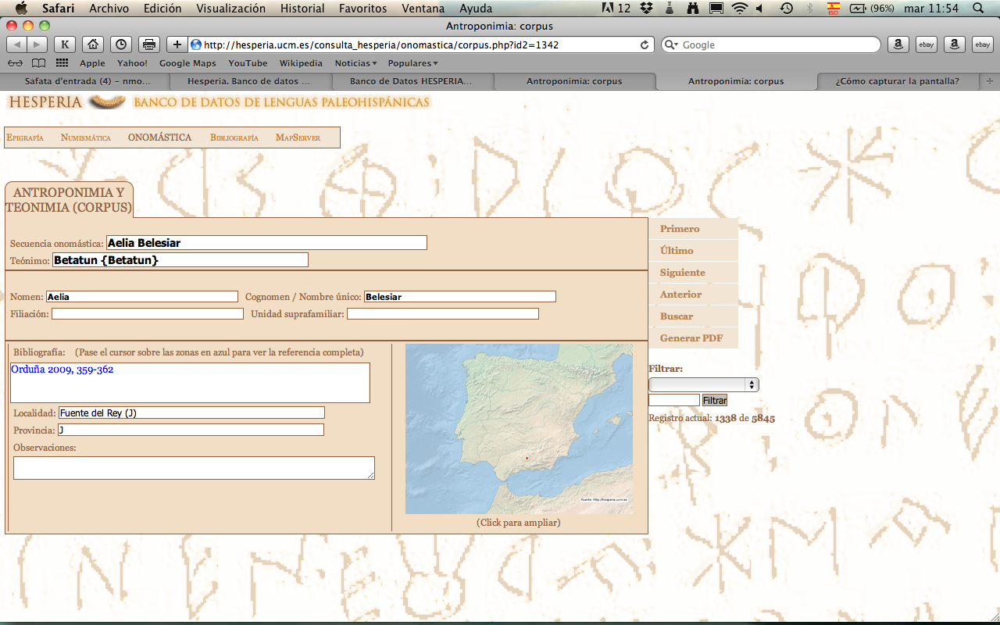 Safari Archivo Edición Visualización Historial Favoritos Ventana Ayuda 12 ISO (96%) mar 11:54
Antroponimia: corpus
K http://hesperia.ucm.es/consulta_hesperia/onomastica/corpus.php?id2=1342 Google a ebay a ebay
Apple Yahoo! Google Maps YouTube Wikipedia Noticias Populares
Safata d'entrada (4) – nmo... Hesperia. Banco de datos ... Banco de Datos HESPERIA... Antroponimia: corpus Antroponimia: corpus ¿Cómo capturar la pantalla?
HESPERIA BANCO DE DATOS DE LENGUAS PALEOHISPÁNICAS
Epigrafía Numismática ONOMÁSTICA Bibliografía MapServer
ANTROPONIMIA Y
TEONIMIA (CORPUS)
Secuencia onomástica: Aelia Belesiar
Teónimo: Betatun {Betatun}
Nomen: Aelia Cognomen / Nombre único: Belesiar
Filiación: Unidad suprafamiliar:
Bibliografía: (Pase el cursor sobre las zonas en azul para ver la referencia completa)
Orduña 2009, 359-362
Localidad: Fuente del Rey (J)
Provincia: J
Observaciones:
Fuente: http://hesperia.ucm.es
(Click para ampliar)
Primero
Último
Siguiente
Anterior
Buscar
Generar PDF
Filtrar:
Filtrar
Registro actual: 1338 de 5845